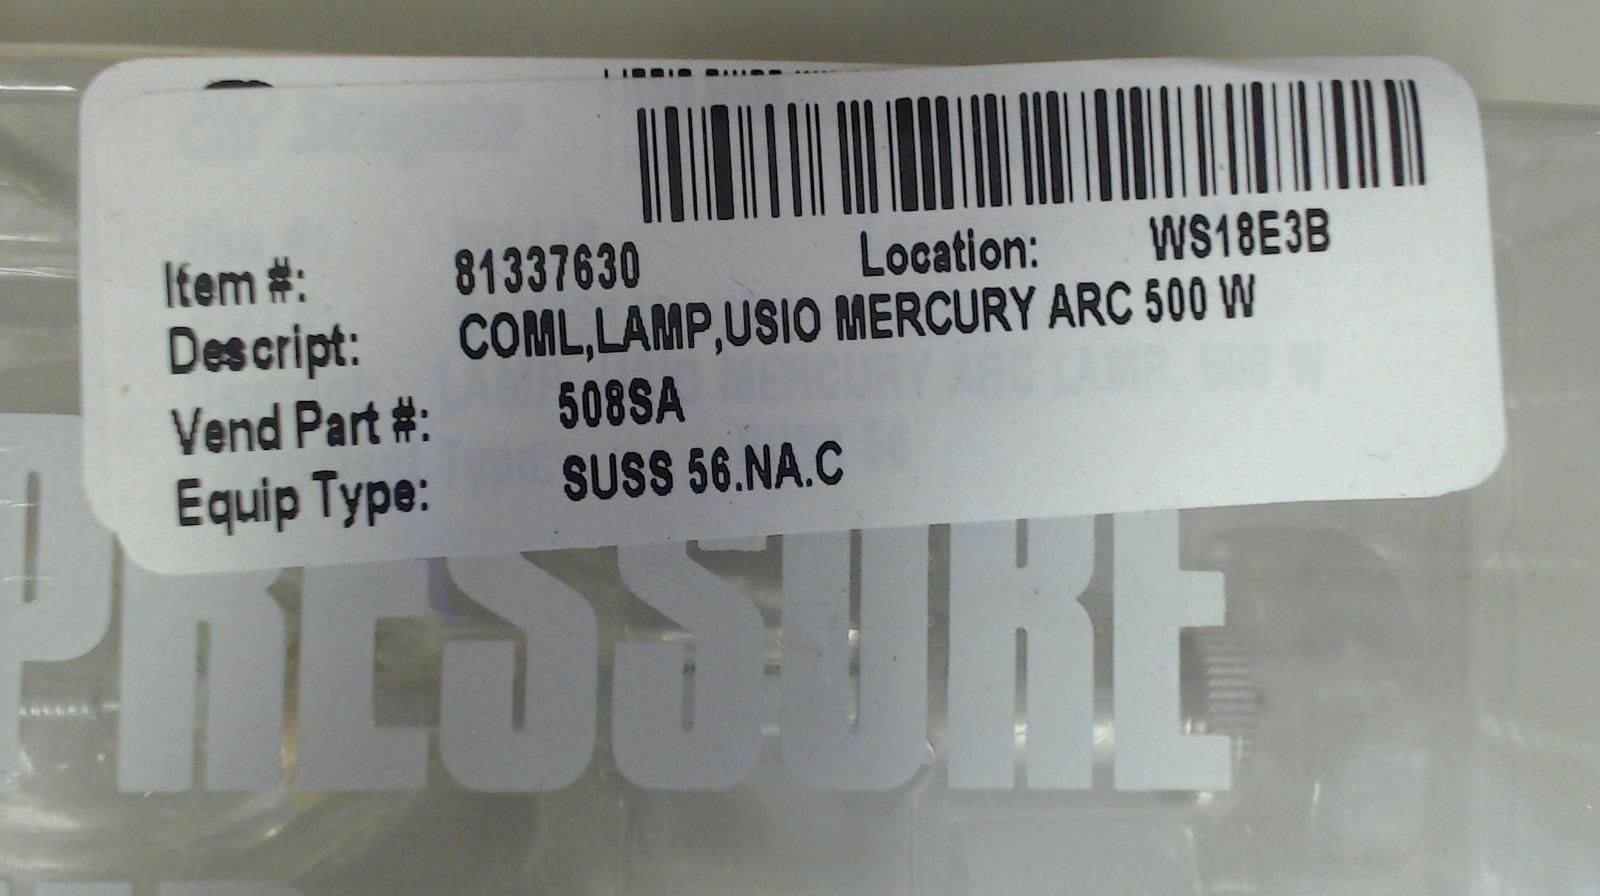 Item #: 81337630 Location: WS18E3B
Descript: COML,LAMP,USIO MERCURY ARC 500 W
Vend Part #: 508SA
Equip Type: SUSS 56.NA.C
PRESSURE